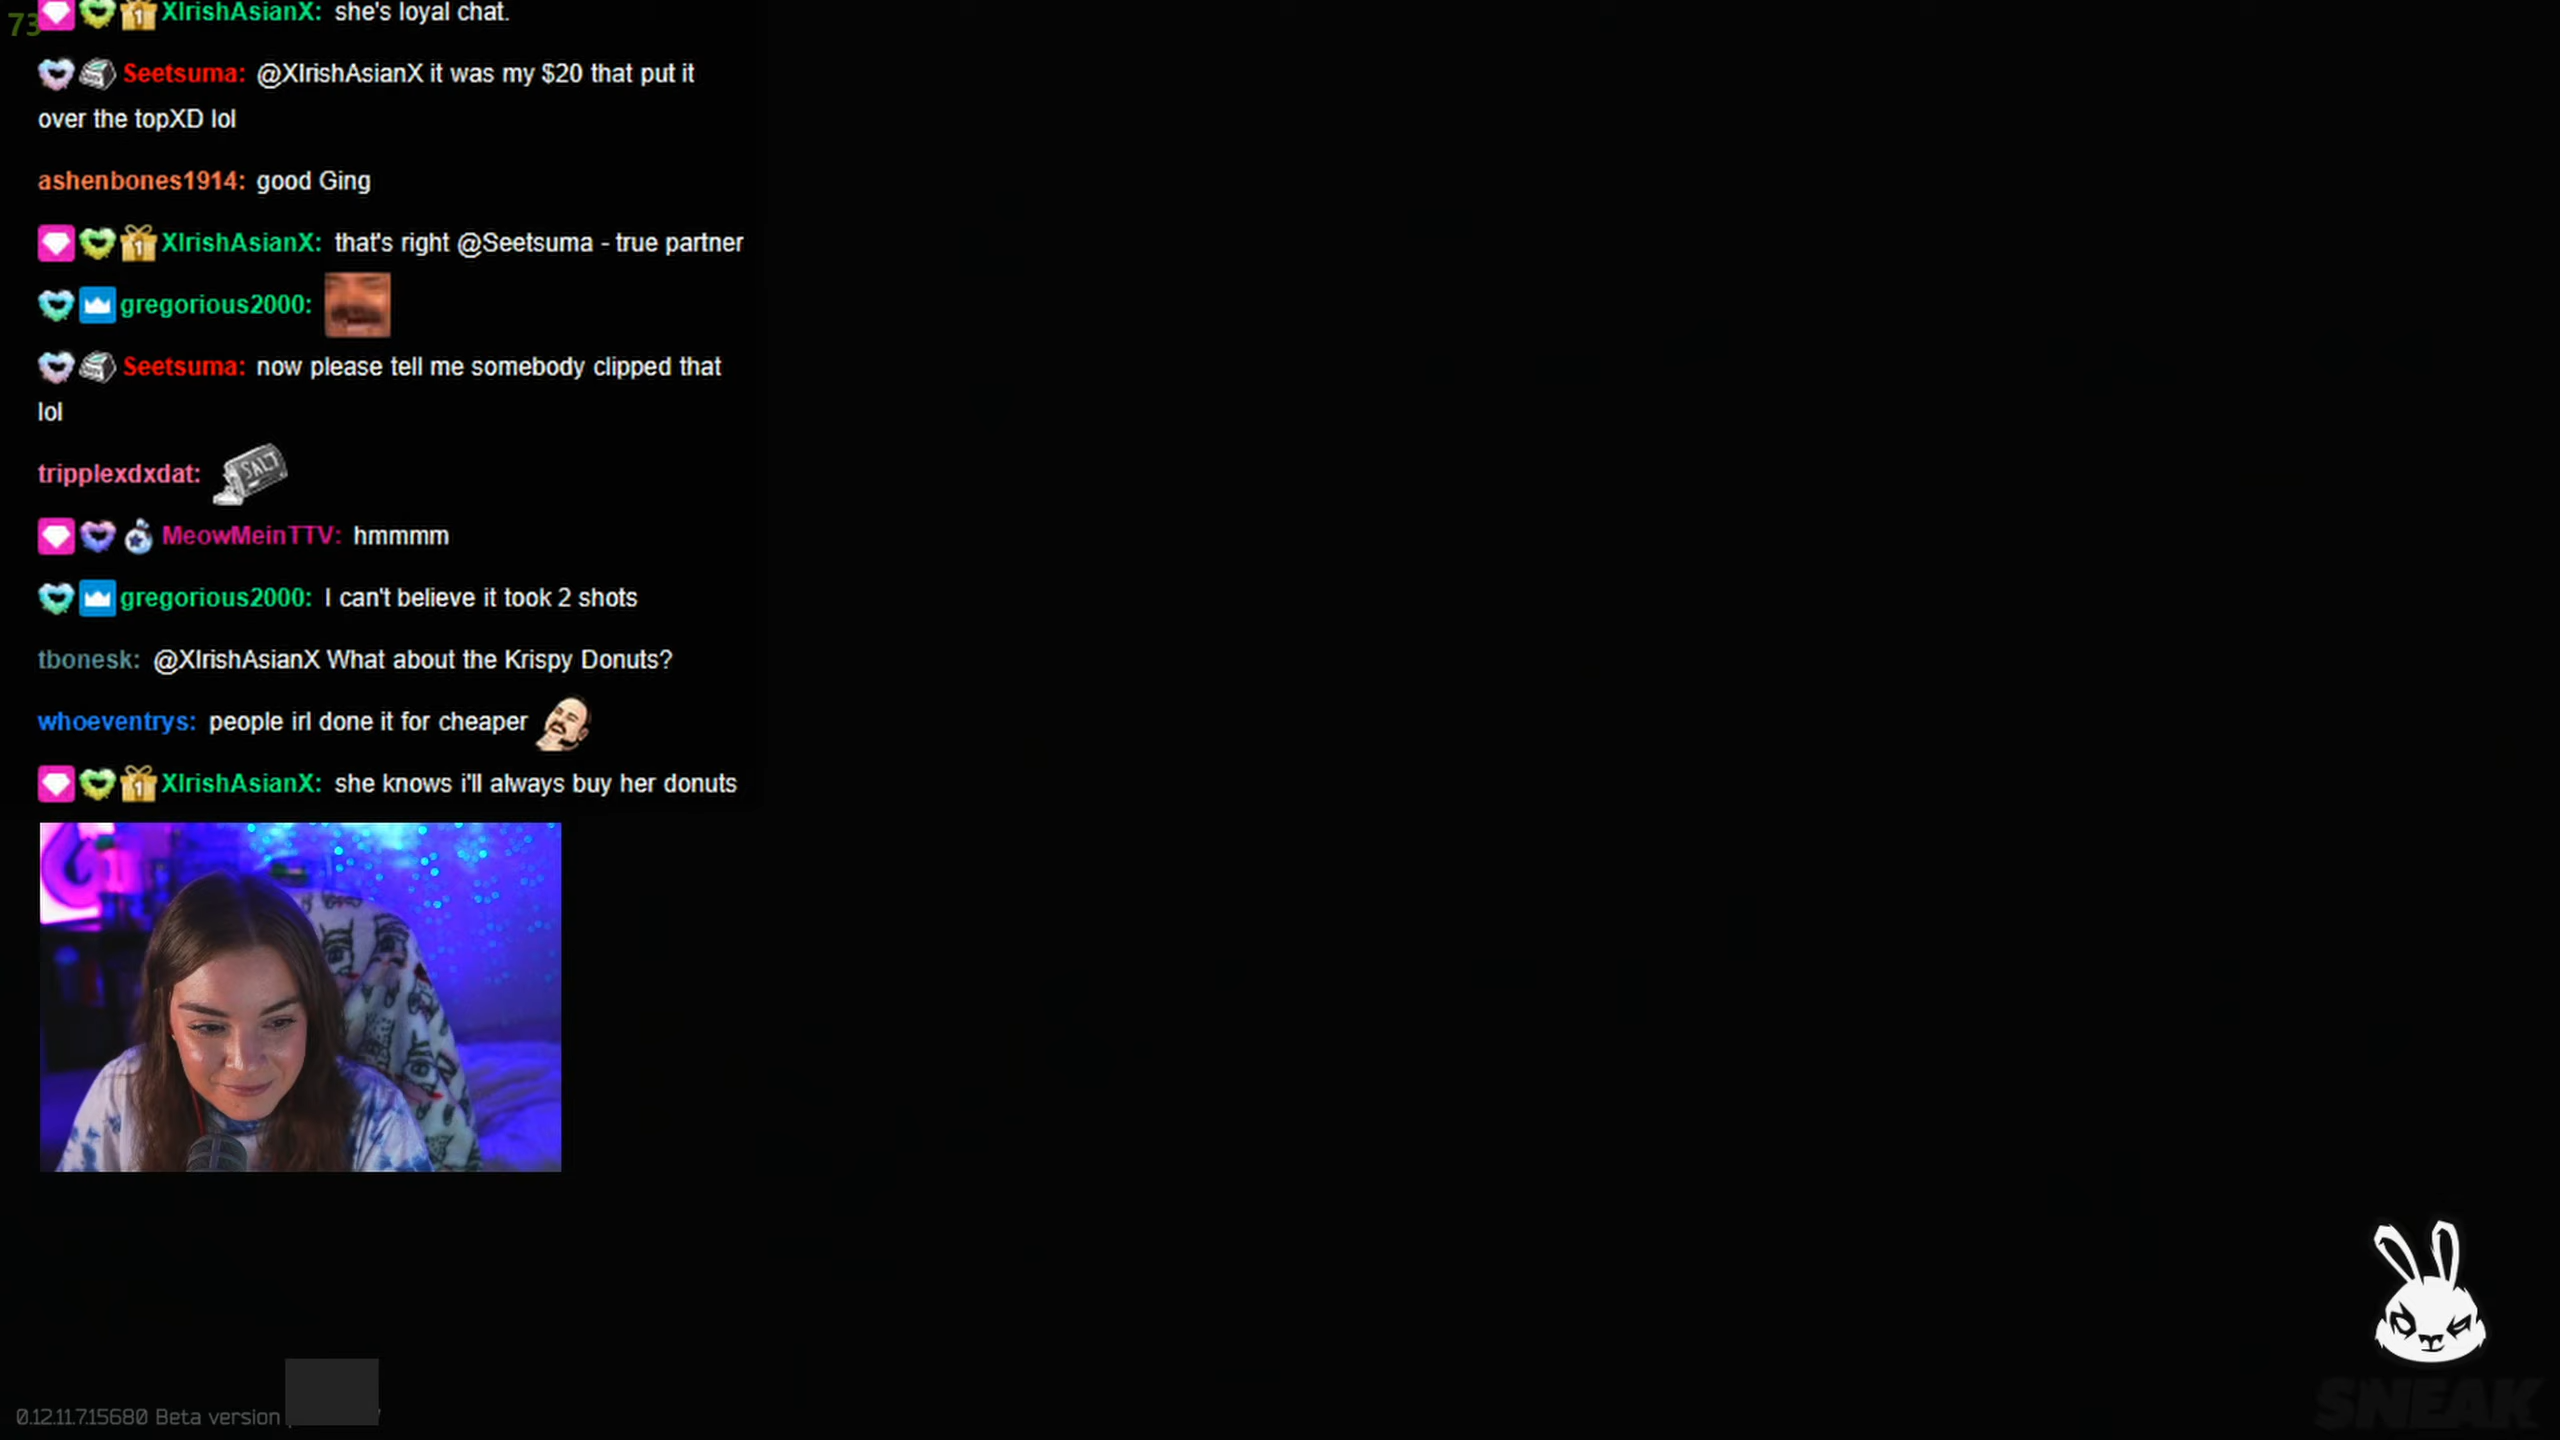 73
XIrishAsianX: she's loyal chat.
Seetsuma: @XIrishAsianX it was my $20 that put it
over the topXD lol
ashenbones1914: good Ging
1 XIrishAsianX: that's right @Seetsuma - true partner
gregorious2000:
Seetsuma: now please tell me somebody clipped that
lol
tripplexdxdat: SALT
MeowMeinTTV: hmmmm
gregorious2000: I can't believe it took 2 shots
tbonesk: @XIrishAsianX What about the Krispy Donuts?
whoeventrys: people irl done it for cheaper
1 XIrishAsianX: she knows i'll always buy her donuts
0.12.11.7.15680 Beta version
SNEAK